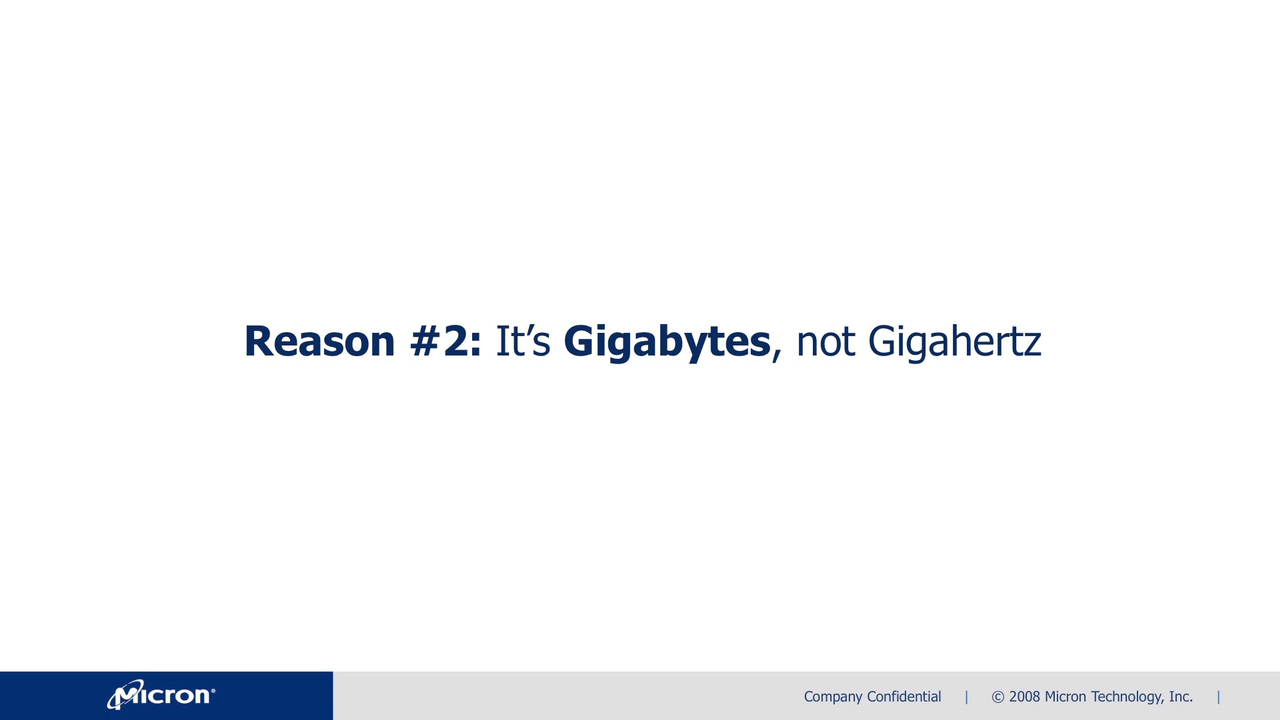 Reason #2: It’s Gigabytes, not Gigahertz
Micron®
Company Confidential | © 2008 Micron Technology, Inc. |